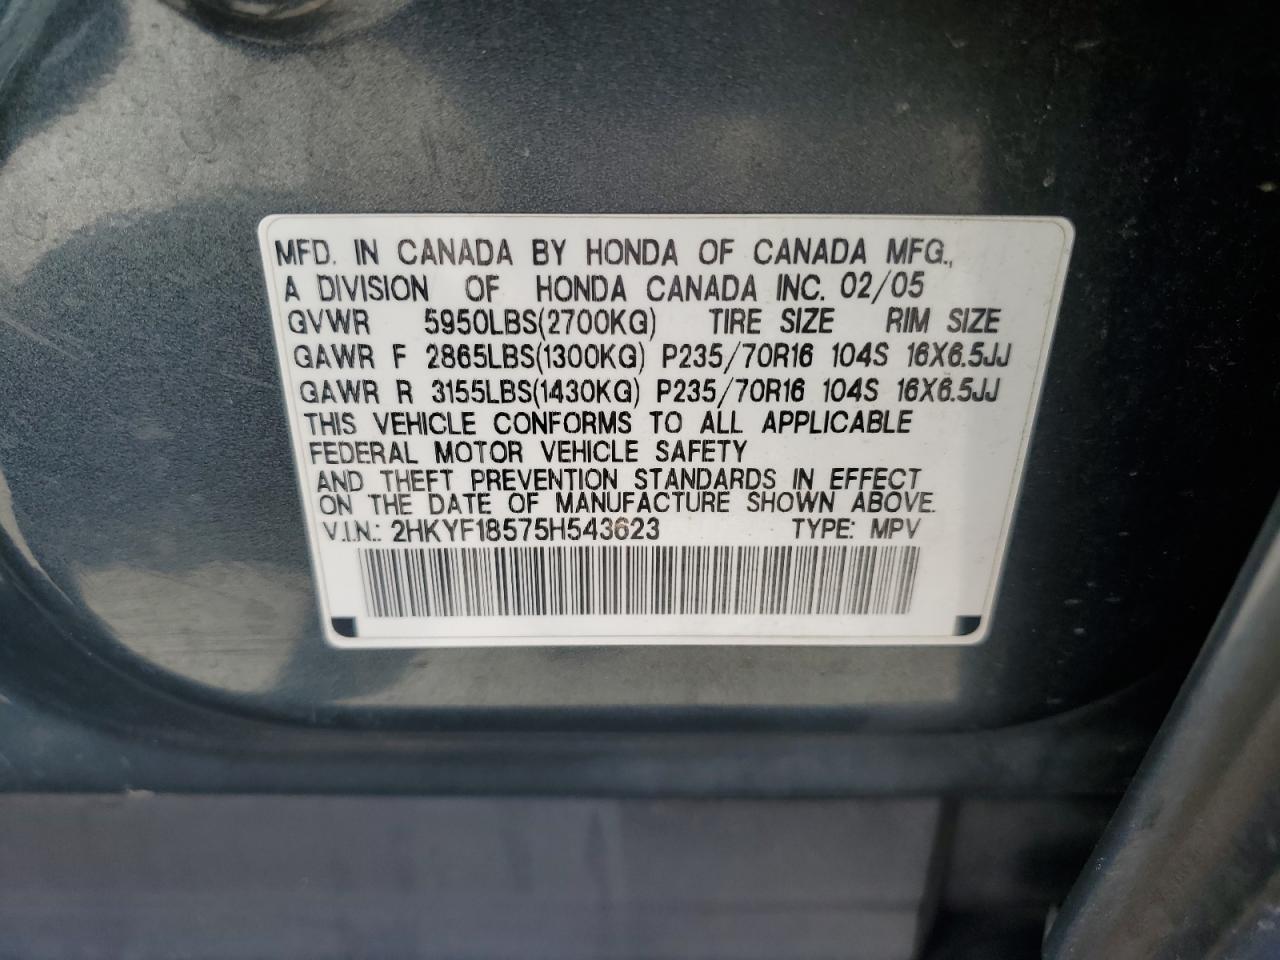 MFD. IN CANADA BY HONDA OF CANADA MFG.,
A DIVISION OF HONDA CANADA INC. 02/05
GVWR 5950LBS(2700KG) TIRE SIZE RIM SIZE
GAWR F 2865LBS(1300KG) P235/70R16 104S 16X6.5JJ
GAWR R 3155LBS(1430KG) P235/70R16 104S 16X6.5JJ
THIS VEHICLE CONFORMS TO ALL APPLICABLE
FEDERAL MOTOR VEHICLE SAFETY
AND THEFT PREVENTION STANDARDS IN EFFECT
ON THE DATE OF MANUFACTURE SHOWN ABOVE.
V.I.N.: 2HKYF18575H543623 TYPE: MPV